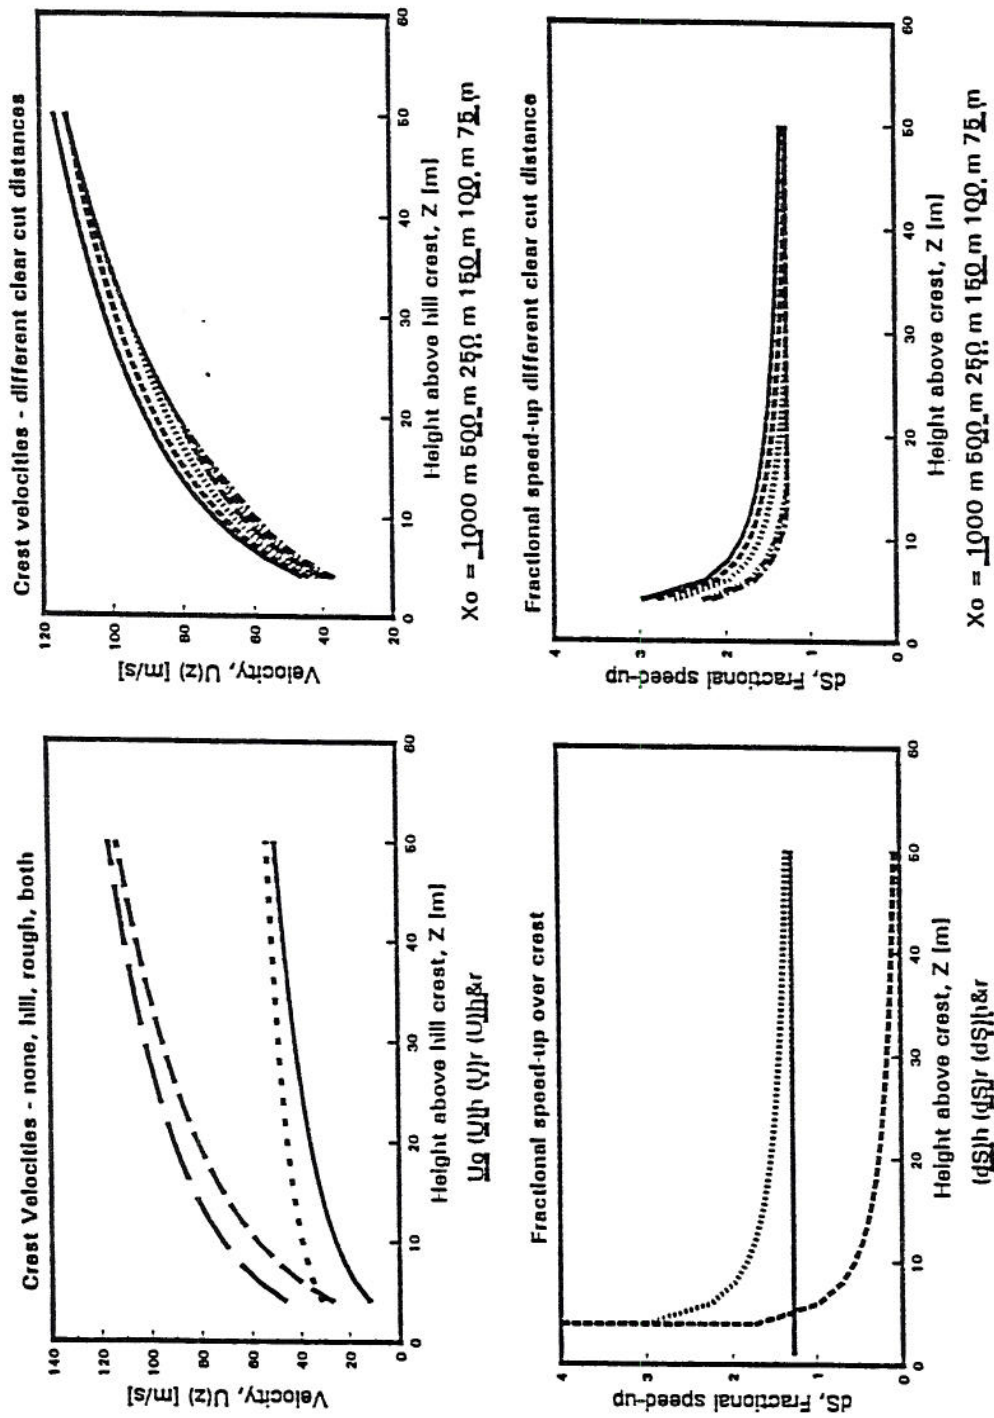 Crest Velocities - none, hill, rough, both
Velocity, U(z) [m/s]
140
120
100
80
60
40
20
0
0 10 20 30 40 50 60
Height above hill crest, Z [m]
Uo (U)h (U)r (U)h&r
Crest velocities - different clear cut distances
Velocity, U(z) [m/s]
120
100
80
60
40
20
0 10 20 30 40 50 60
Height above hill crest, Z [m]
Xo = 1000 m 500 m 250 m 150 m 100 m 75 m
Fractional speed-up over crest
dS, Fractional speed-up
4
3
2
1
0
0 10 20 30 40 50 60
Height above crest, Z [m]
(dS)h (dS)r (dS)h&r
Fractional speed-up different clear cut distance
dS, Fractional speed-up
4
3
2
1
0
0 10 20 30 40 50 60
Height above crest, Z [m]
Xo = 1000 m 500 m 250 m 150 m 100 m 75 m